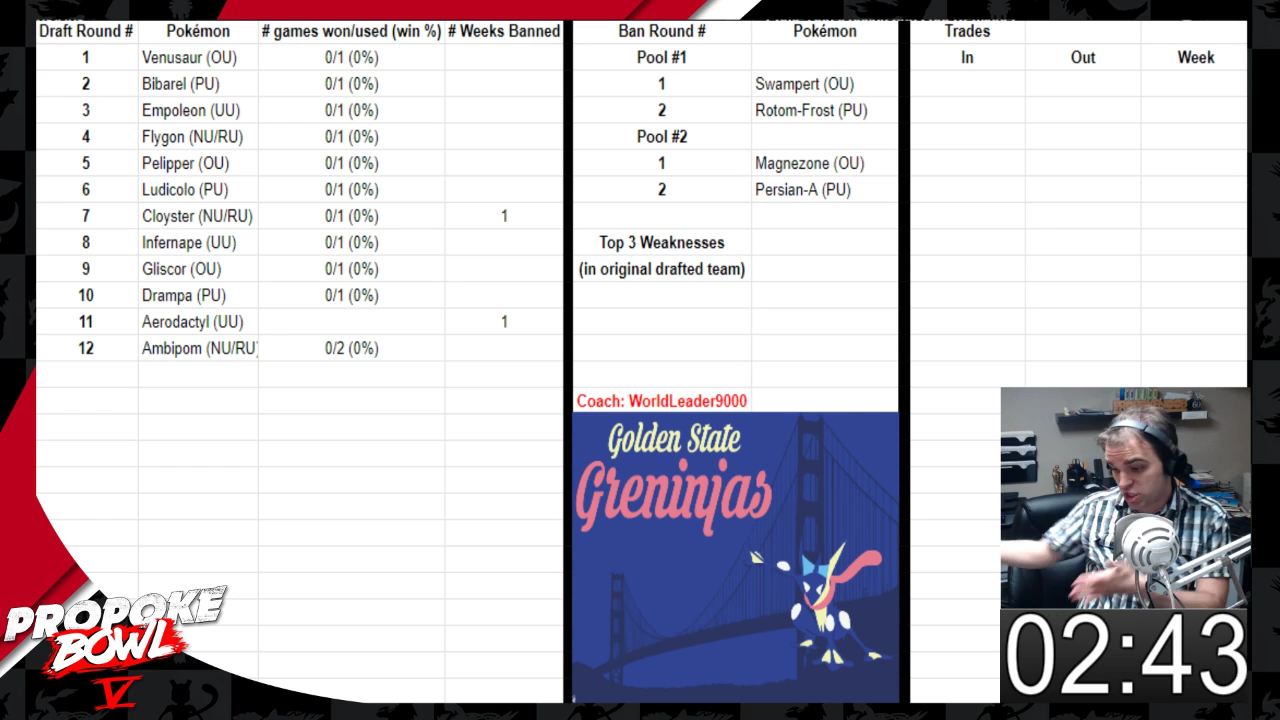 Draft Round # Pokémon # games won/used (win %) # Weeks Banned
1 Venusaur (OU) 0/1 (0%)
2 Bibarel (PU) 0/1 (0%)
3 Empoleon (UU) 0/1 (0%)
4 Flygon (NU/RU) 0/1 (0%)
5 Pelipper (OU) 0/1 (0%)
6 Ludicolo (PU) 0/1 (0%)
7 Cloyster (NU/RU) 0/1 (0%) 1
8 Infernape (UU) 0/1 (0%)
9 Gliscor (OU) 0/1 (0%)
10 Drampa (PU) 0/1 (0%)
11 Aerodactyl (UU) 1
12 Ambipom (NU/RU) 0/2 (0%)
Ban Round # Pokémon
Pool #1
1 Swampert (OU)
2 Rotom-Frost (PU)
Pool #2
1 Magnezone (OU)
2 Persian-A (PU)
Top 3 Weaknesses
(in original drafted team)
Coach: WorldLeader9000
Golden State
Greninjas
Trades
In Out Week
PROPOKE
BOWL
V
02:43